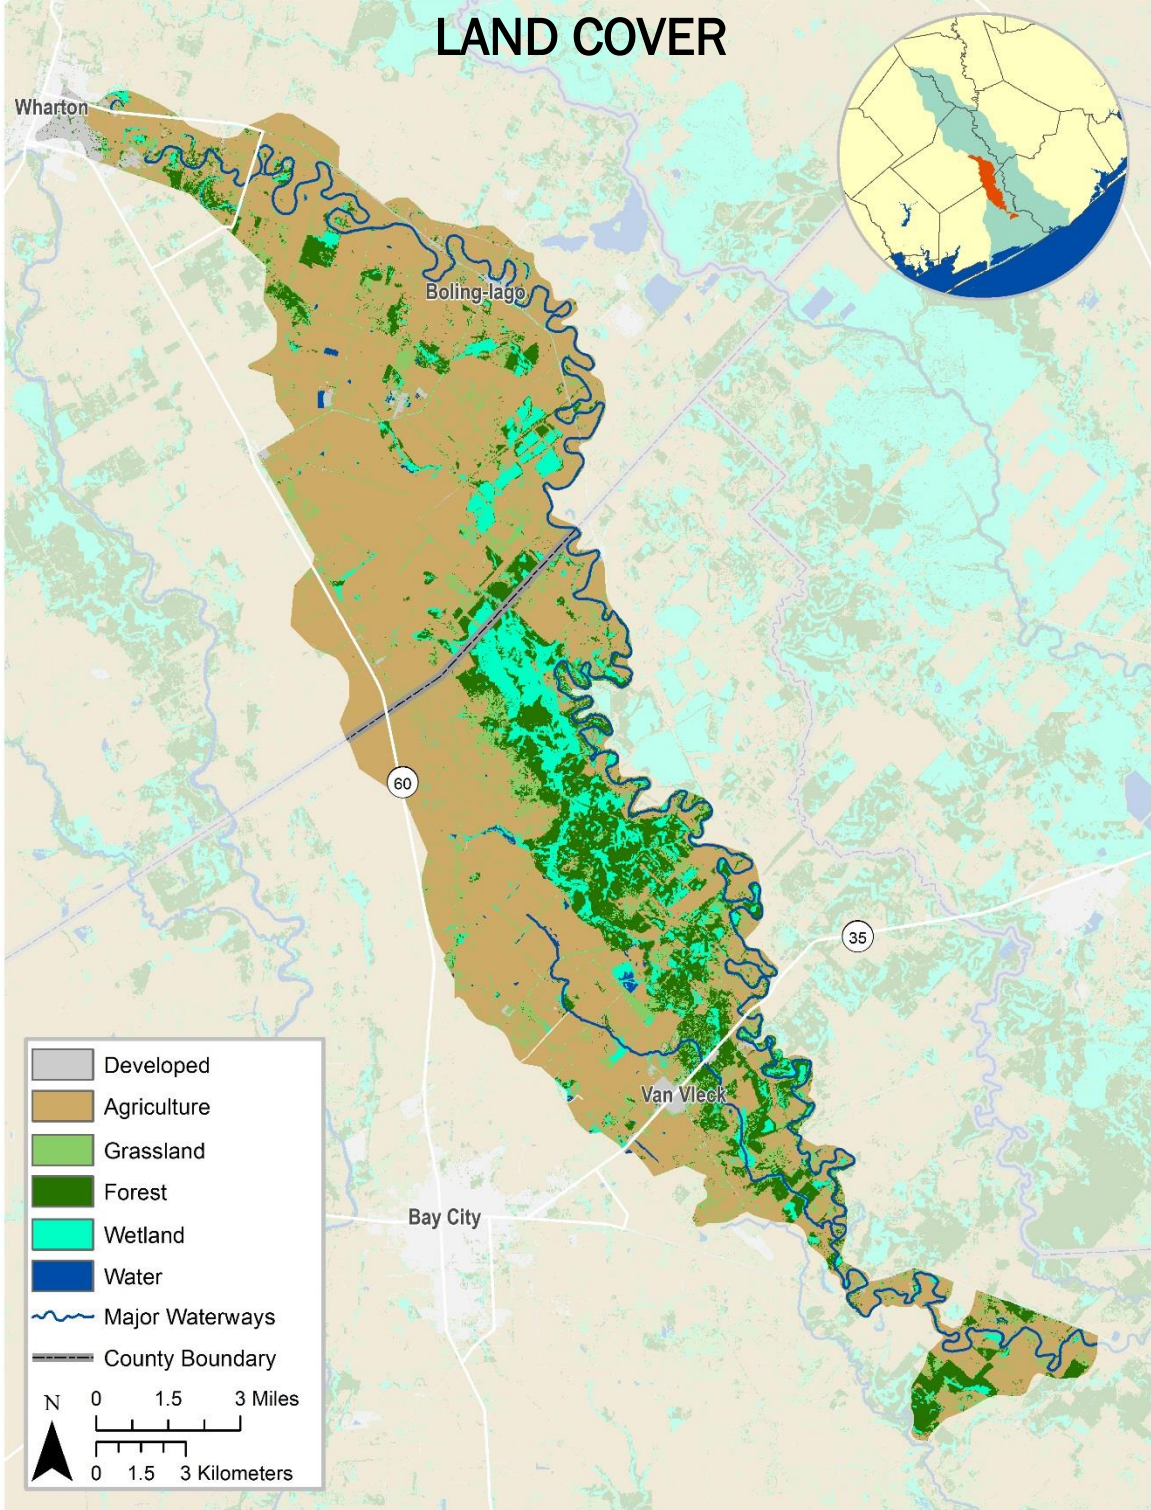 LAND COVER
Wharton
Boling-Iago
60
35
Van Vleck
Bay City
Developed
Agriculture
Grassland
Forest
Wetland
Water
Major Waterways
County Boundary
N
0 1.5 3 Miles
0 1.5 3 Kilometers